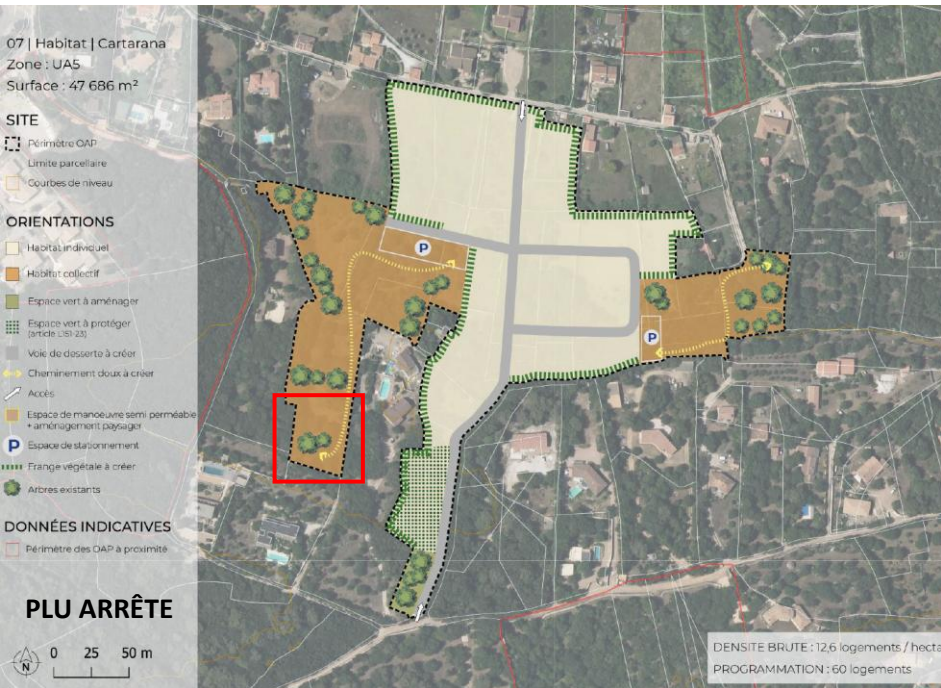 07 | Habitat | Cartarana
Zone : UA5
Surface : 47 686 m²
SITE
Périmètre OAP
Limite parcellaire
Courbes de niveau
ORIENTATIONS
Habitat individuel
Habitat collectif
Espace vert à aménager
Espace vert à protéger
(article L151-23)
Voie de desserte à créer
Cheminement doux à créer
Accès
Espace de manoeuvre semi perméable
+ aménagement paysager
P Espace de stationnement
Frange végétale à créer
Arbres existants
DONNÉES INDICATIVES
Périmètre des OAP à proximité
PLU ARRÊTE
N
0 25 50 m
P
P
DENSITE BRUTE : 12,6 logements / hecta
PROGRAMMATION : 60 logements